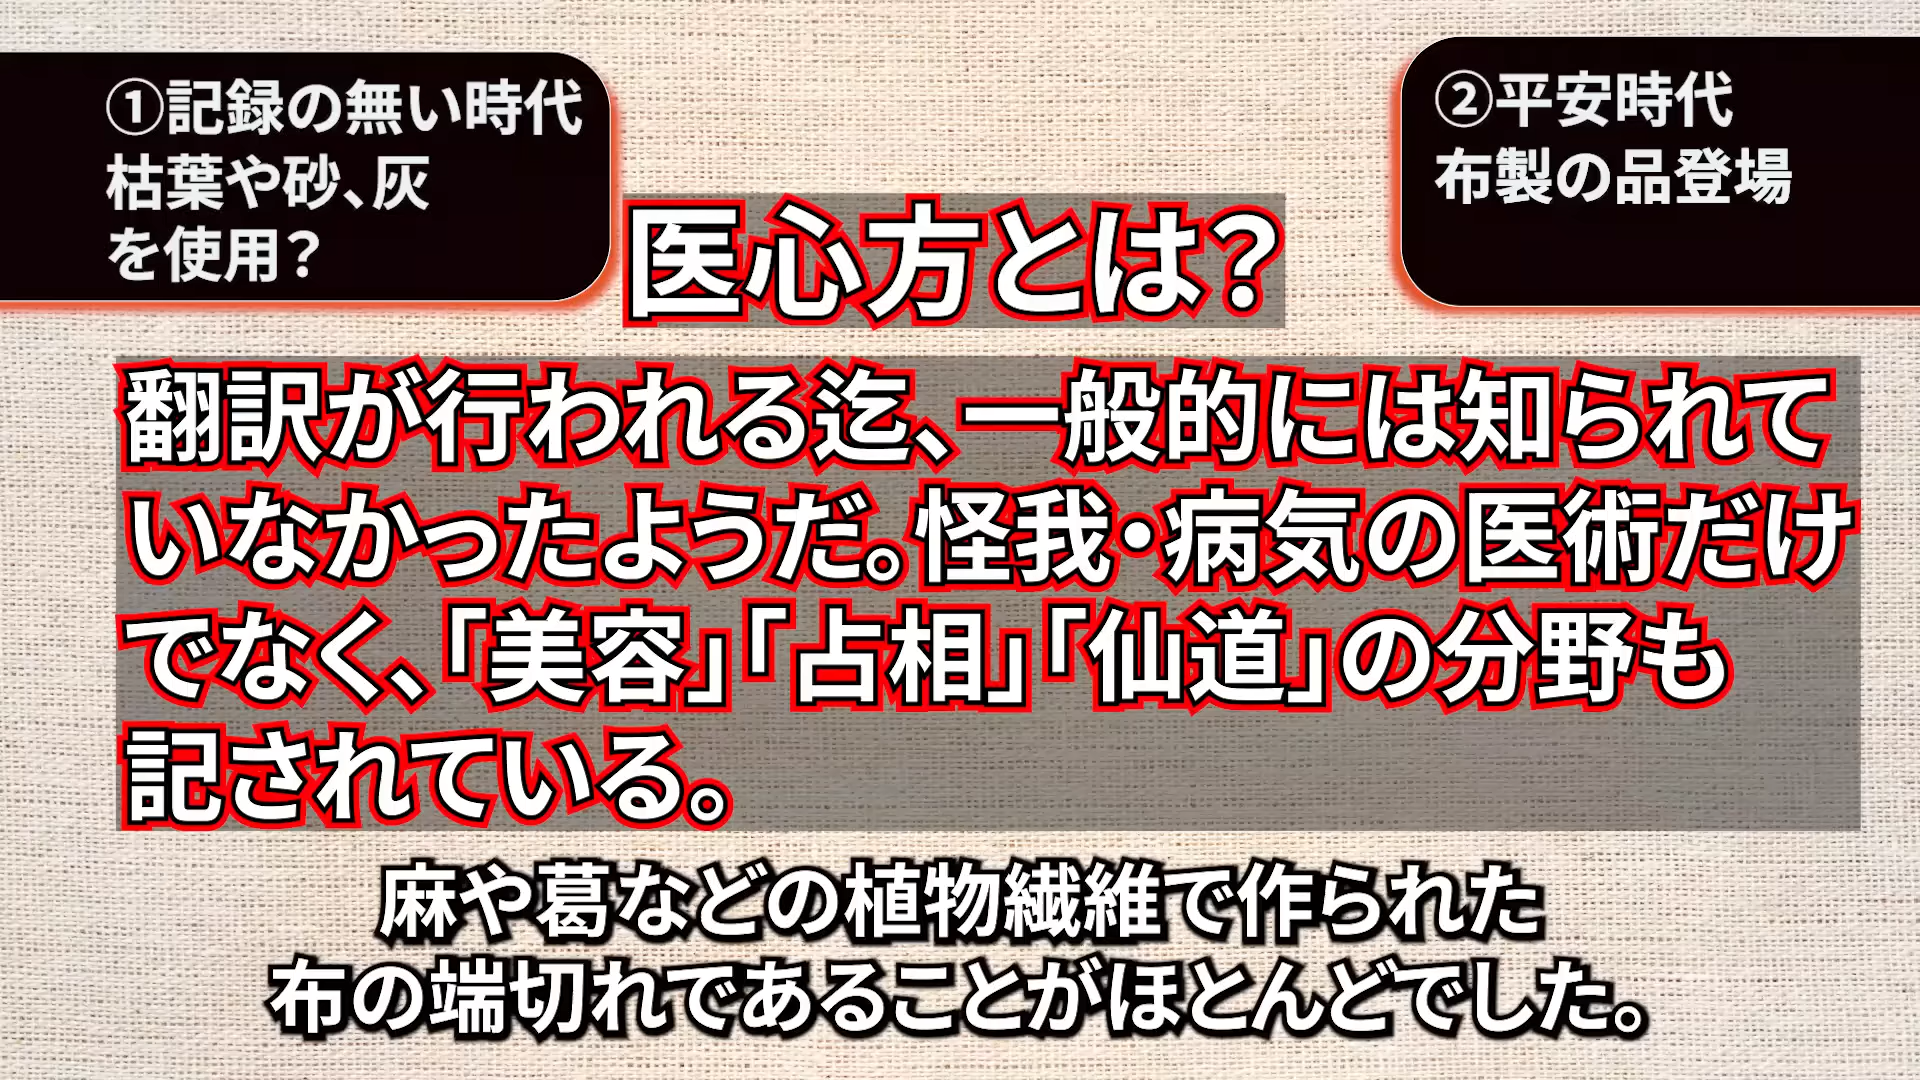 ①記録の無い時代
枯葉や砂、灰
を使用？
②平安時代
布製の品登場
医心方とは？
翻訳が行われる迄、一般的には知られて
いなかったようだ。怪我・病気の医術だけ
でなく、「美容」「占相」「仙道」の分野も
記されている。
麻や葛などの植物繊維で作られた
布の端切れであることがほとんどでした。